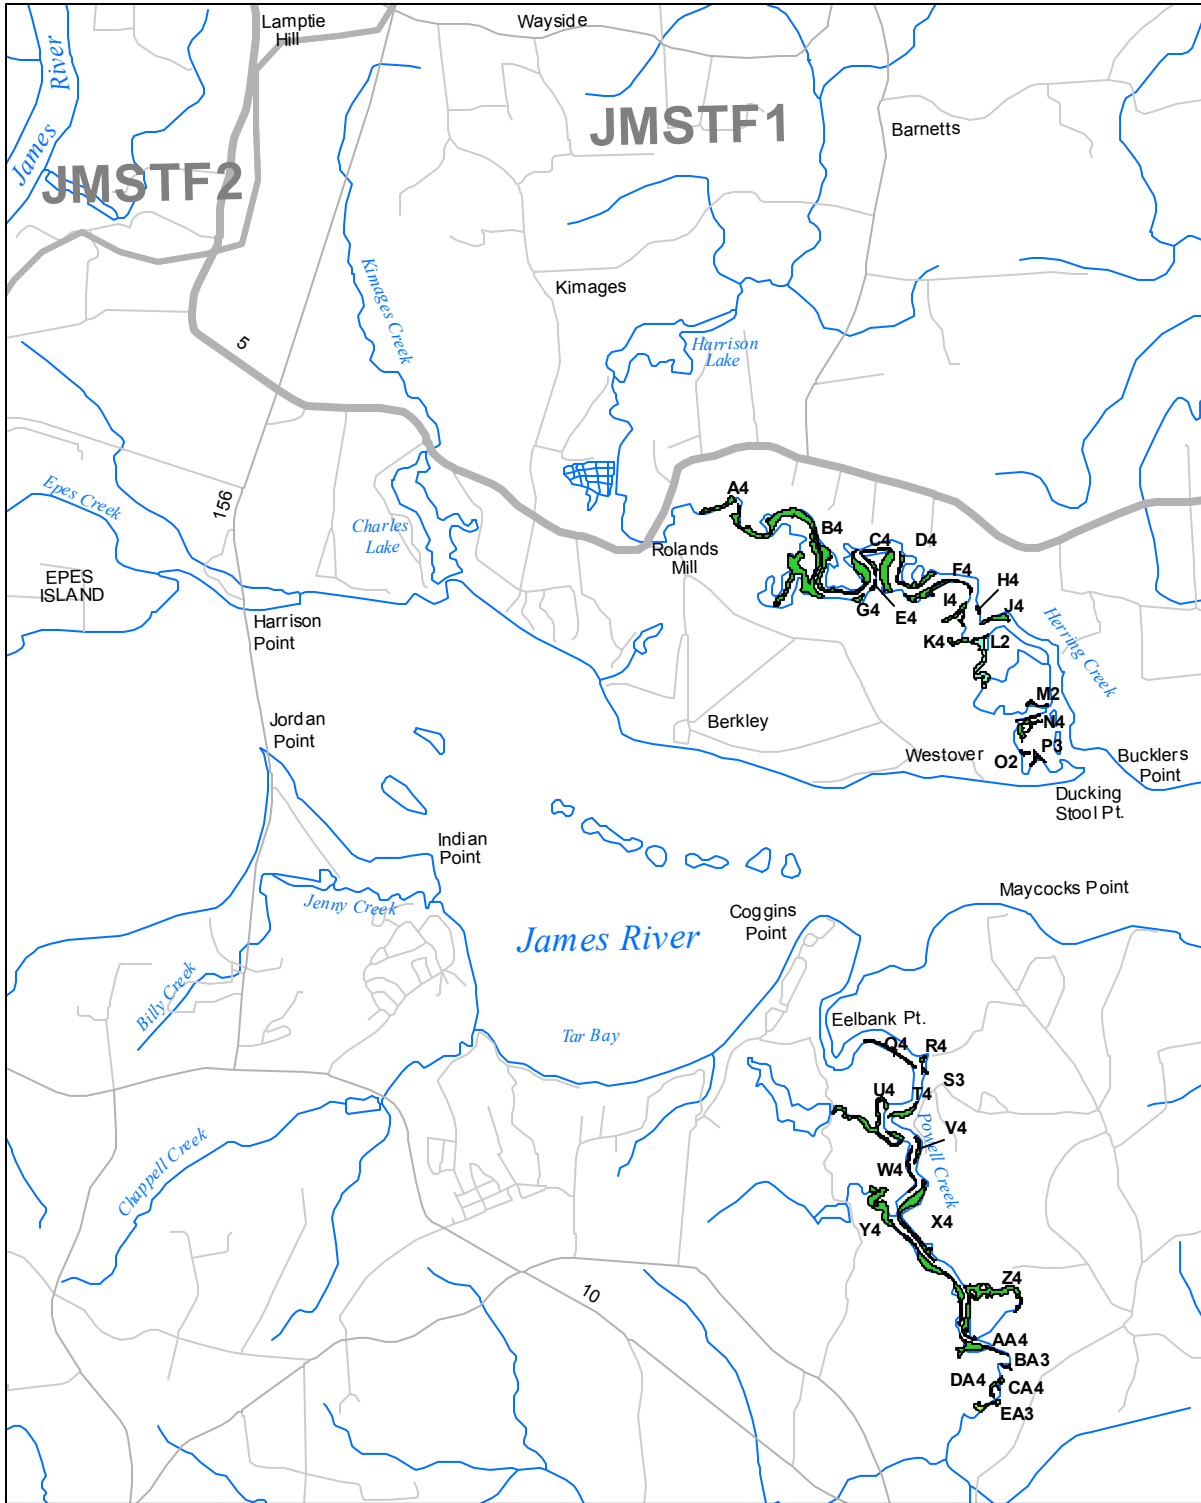 Lamptie
Hill
Wayside
James
River
JMSTF1
Barnetts
JMSTF2
Kimages Creek
Kimages
Harrison
Lake
5
A4
156
Epes Creek
Charles
Lake
B4
C4
D4
Rolands
Mill
EPES
ISLAND
F4
H4
I4
J4
G4
E4
Harrison
Point
K4
L2
Herring Creek
M2
N4
Jordan
Point
Berkley
Westover
P3
O2
Bucklers
Point
Ducking
Stool Pt.
Indian
Point
Maycocks Point
Jenny Creek
Coggins
Point
James River
Billy Creek
Eelbank Pt.
Tar Bay
Q4
R4
S3
U4
T4
Powell Creek
V4
Chappell Creek
W4
X4
Y4
Z4
10
AA4
BA3
DA4
CA4
EA3